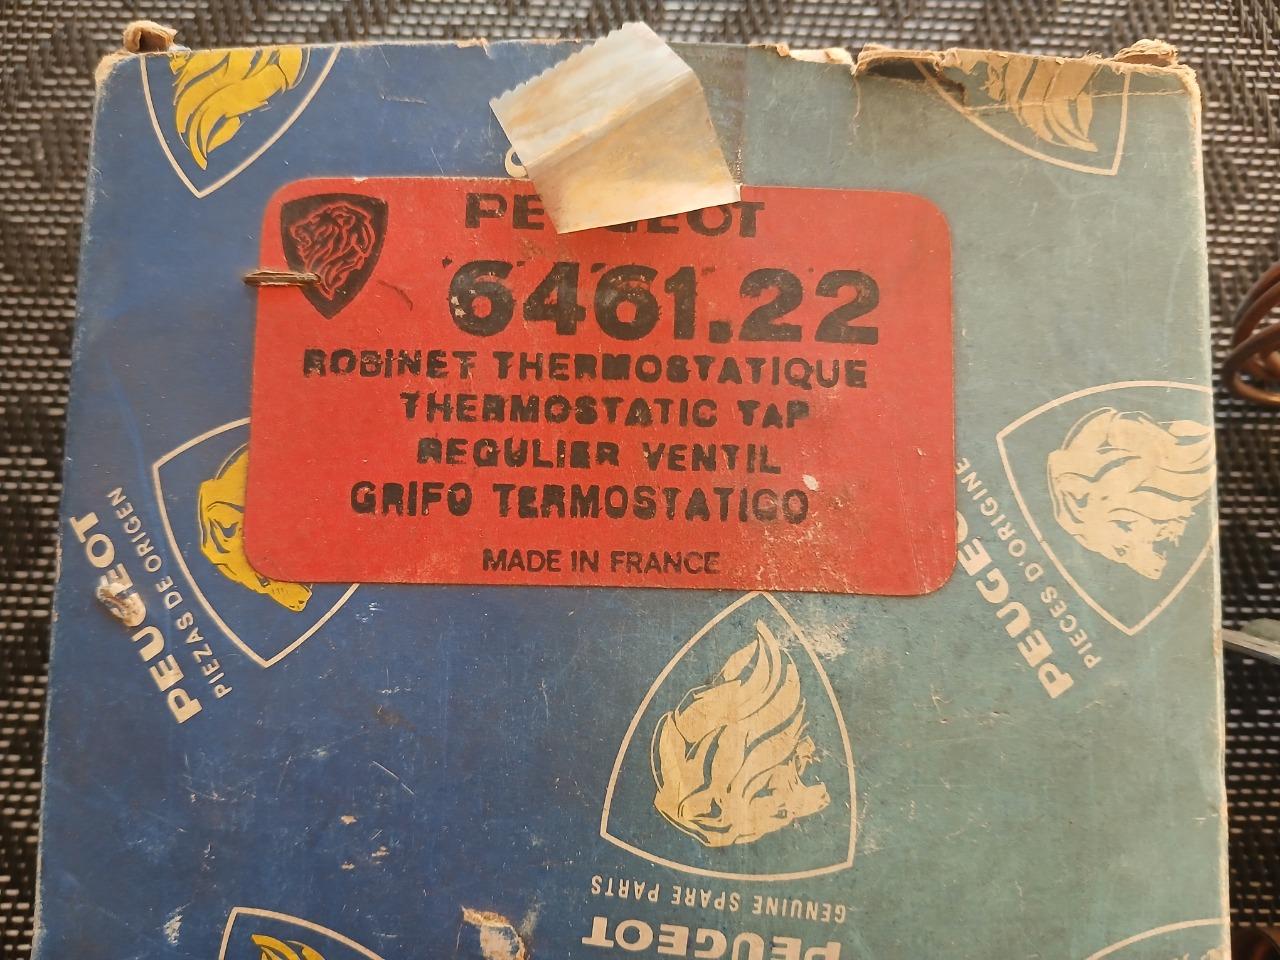 PEUGEOT
6461.22
ROBINET THERMOSTATIQUE
THERMOSTATIC TAP
REGULIER VENTIL
GRIFO TERMOSTATICO
MADE IN FRANCE
PEUGEOT
PIEZAS DE ORIGEN
PEUGEOT
PIECES D'ORIGINE
GENUINE SPARE PARTS
PEUGEOT